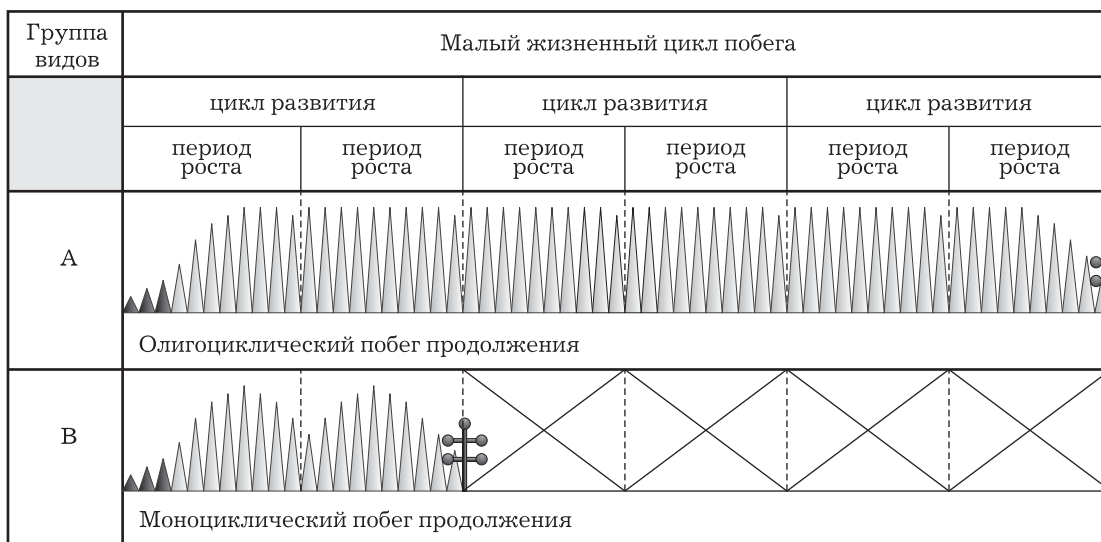 Группа
видов
Малый жизненный цикл побега
цикл развития
цикл развития
цикл развития
период
роста
период
роста
период
роста
период
роста
период
роста
период
роста
А
Олигоциклический побег продолжения
В
Моноциклический побег продолжения